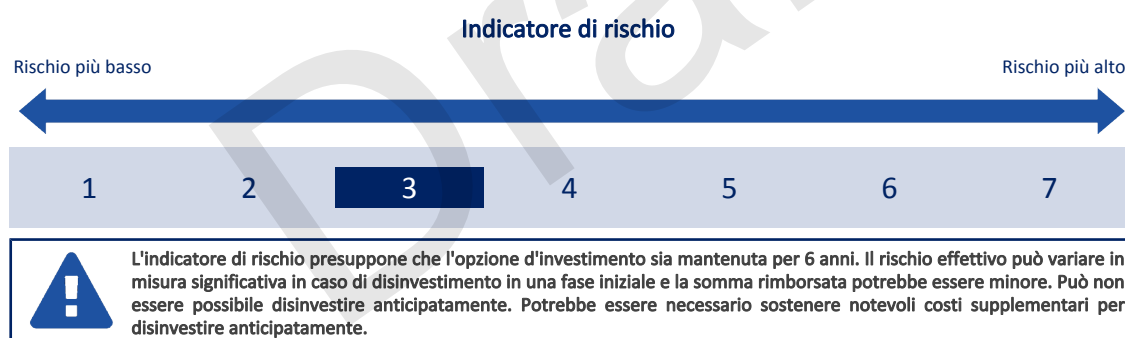 Indicatore di rischio
Rischio più basso
Rischio più alto
1 2 3 4 5 6 7
L'indicatore di rischio presuppone che l'opzione d'investimento sia mantenuta per 6 anni. Il rischio effettivo può variare in
misura significativa in caso di disinvestimento in una fase iniziale e la somma rimborsata potrebbe essere minore. Può non
essere possibile disinvestire anticipatamente. Potrebbe essere necessario sostenere notevoli costi supplementari per
disinvestire anticipatamente.